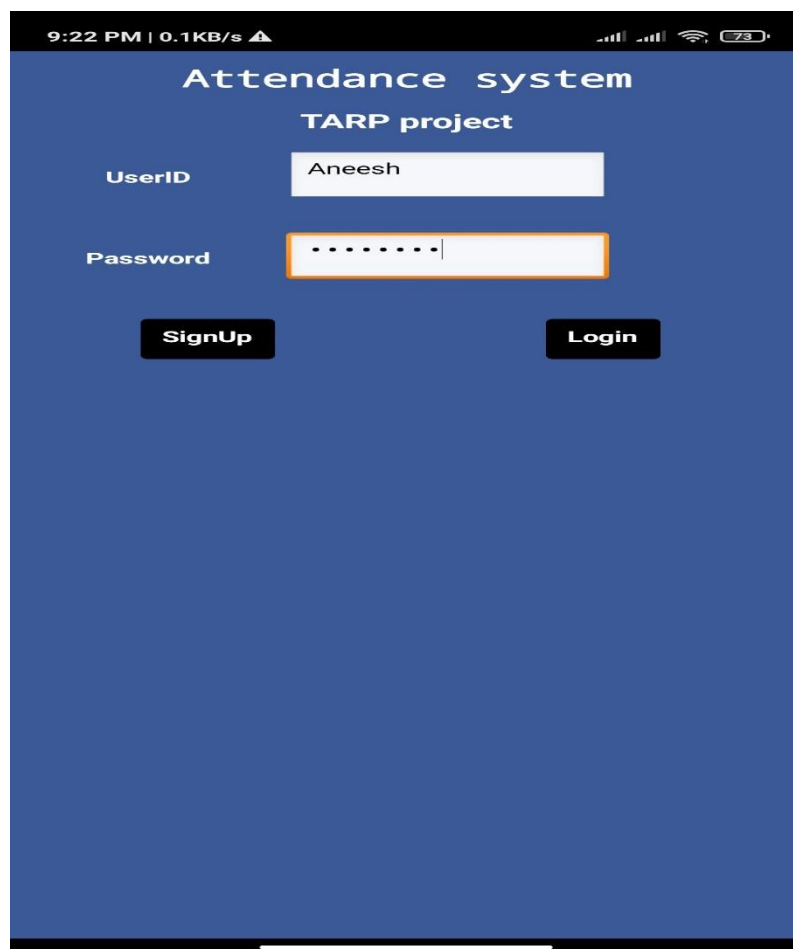 9:22 PM | 0.1KB/s 73
Attendance system
TARP project
UserID Aneesh
Password ••••••••
SignUp Login